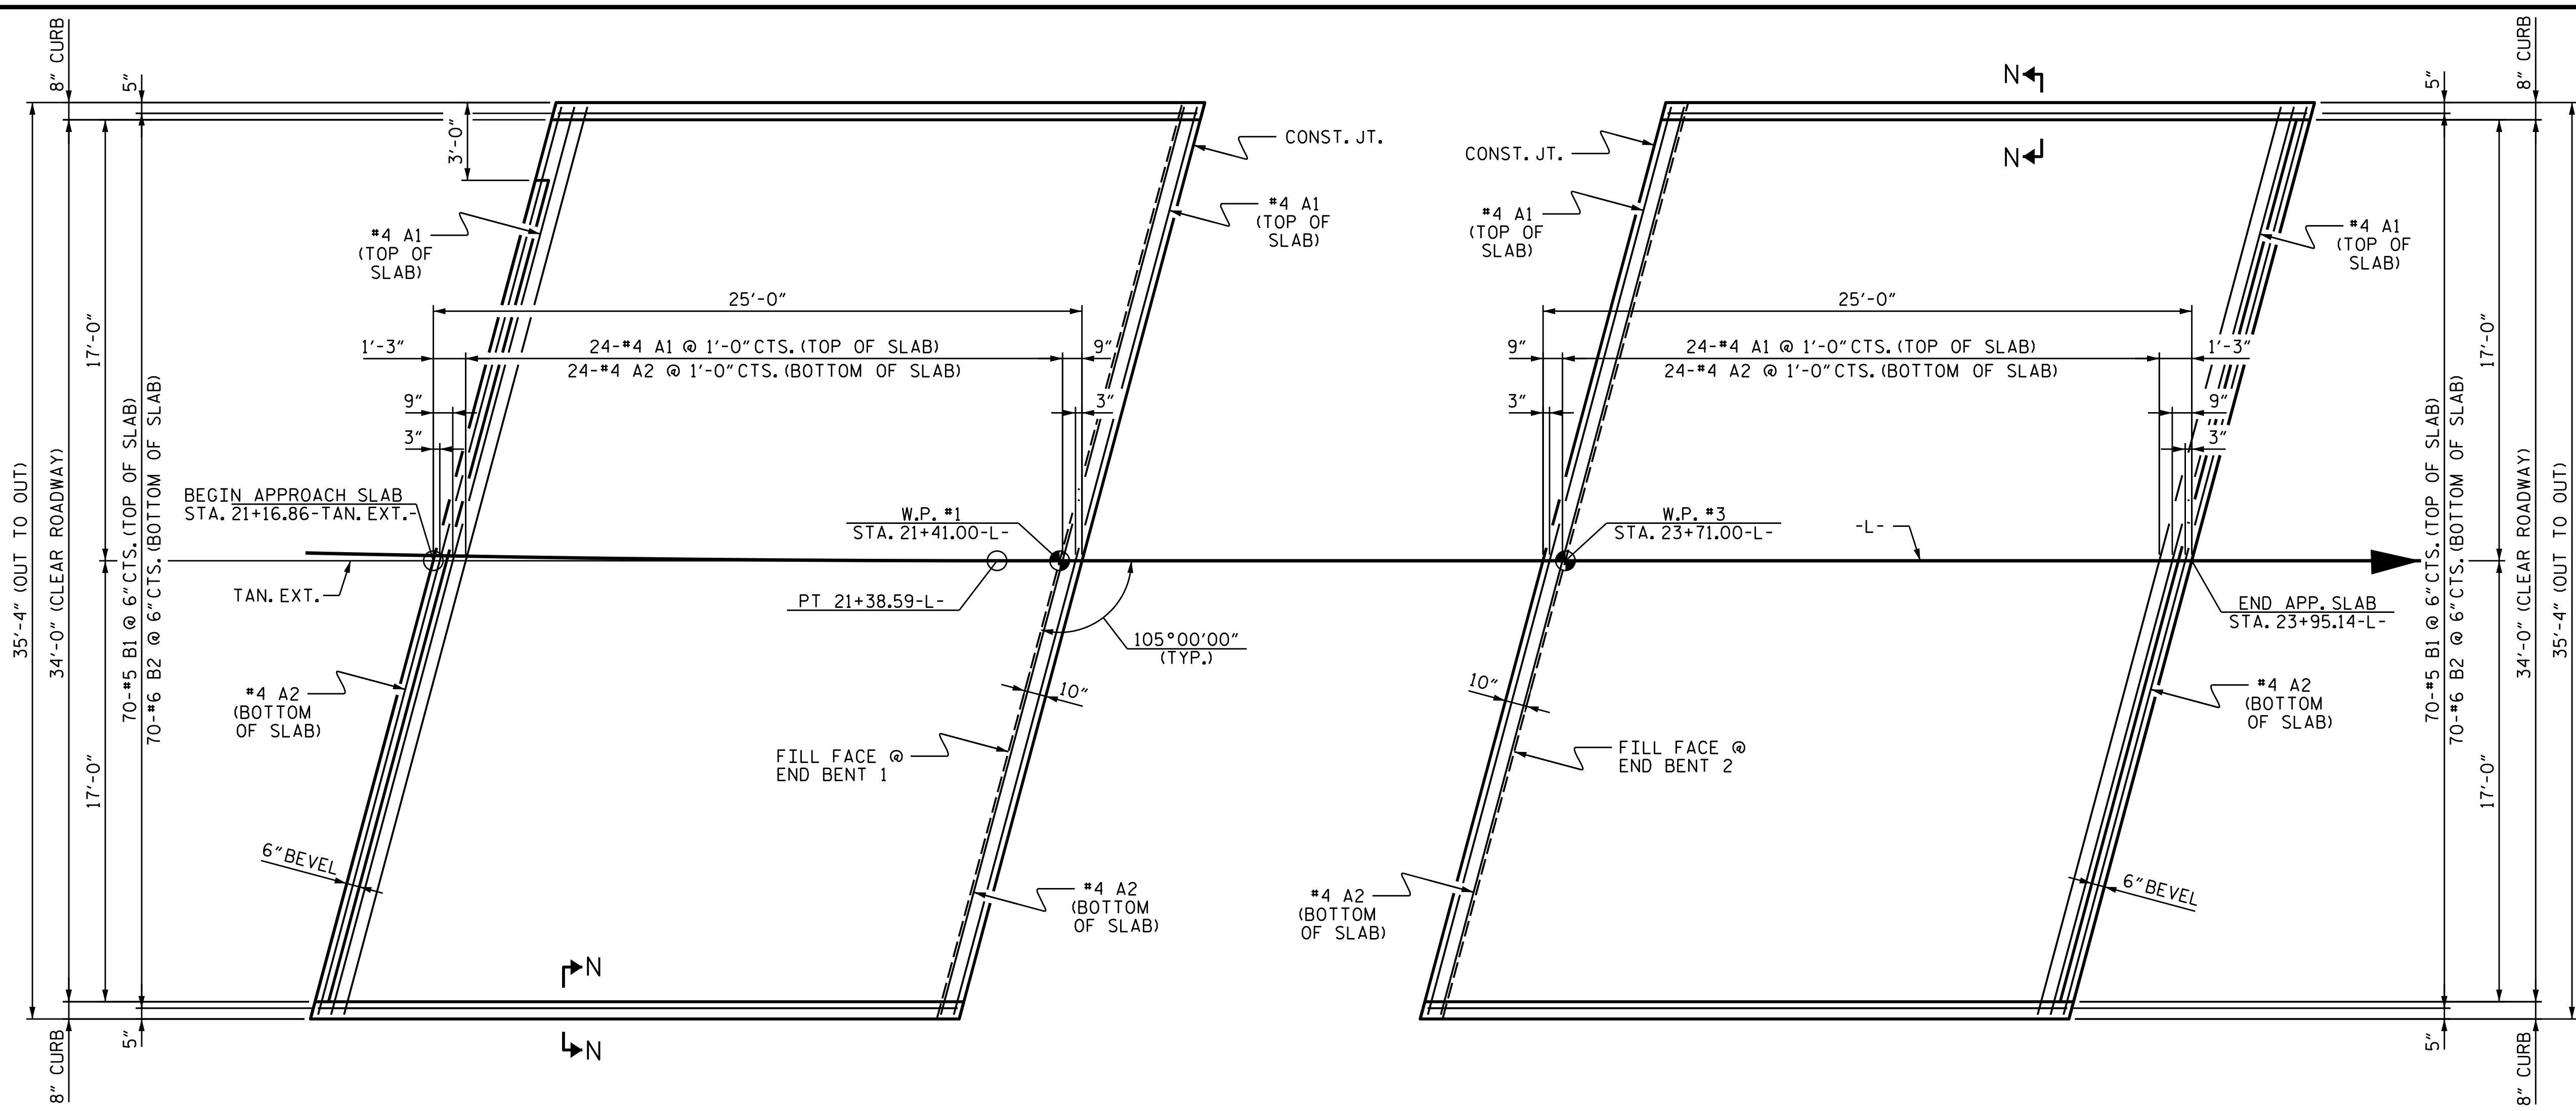 8" CURB
5"
3'-0"
17'-0"
35'-4" (OUT TO OUT)
34'-0" (CLEAR ROADWAY)
70-#5 B1 @ 6"CTS. (TOP OF SLAB)
70-#6 B2 @ 6"CTS. (BOTTOM OF SLAB)
17'-0"
8" CURB
5"
#4 A1
(TOP OF
SLAB)
25'-0"
1'-3"
24-#4 A1 @ 1'-0"CTS. (TOP OF SLAB)
24-#4 A2 @ 1'-0"CTS. (BOTTOM OF SLAB)
9"
9"
3"
3"
BEGIN APPROACH SLAB
STA. 21+16.86-TAN. EXT.-
TAN. EXT.
W.P. #1
STA. 21+41.00-L-
PT 21+38.59-L-
105°00'00"
(TYP.)
#4 A2
(BOTTOM
OF SLAB)
10"
FILL FACE @
END BENT 1
6"BEVEL
#4 A2
(BOTTOM
OF SLAB)
N
N
CONST. JT.
#4 A1
(TOP OF
SLAB)
CONST. JT.
#4 A1
(TOP OF
SLAB)
N
N
#4 A1
(TOP OF
SLAB)
25'-0"
9"
24-#4 A1 @ 1'-0"CTS. (TOP OF SLAB)
24-#4 A2 @ 1'-0"CTS. (BOTTOM OF SLAB)
1'-3"
3"
9"
3"
W.P. #3
STA. 23+71.00-L-
-L-
END APP. SLAB
STA. 23+95.14-L-
10"
FILL FACE @
END BENT 2
#4 A2
(BOTTOM
OF SLAB)
#4 A2
(BOTTOM
OF SLAB)
6"BEVEL
5"
8" CURB
17'-0"
70-#5 B1 @ 6"CTS. (TOP OF SLAB)
70-#6 B2 @ 6"CTS. (BOTTOM OF SLAB)
34'-0" (CLEAR ROADWAY)
35'-4" (OUT TO OUT)
17'-0"
5"
8" CURB